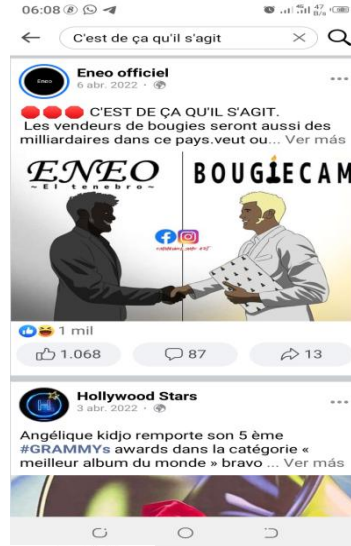 06:08
47
B/s
C'est de ça qu'il s'agit
Eneo
Eneo officiel
6 abr. 2022
C'EST DE ÇA QU'IL S'AGIT.
Les vendeurs de bougies seront aussi des
milliardaires dans ce pays.veut ou... Ver más
ENEO
~El tenebro~
BOUGIECAM
1 mil
1.068
87
13
Hollywood Stars
3 abr. 2022
Angélique kidjo remporte son 5 ème
#GRAMMYs awards dans la catégorie «
meilleur album du monde » bravo ... Ver más